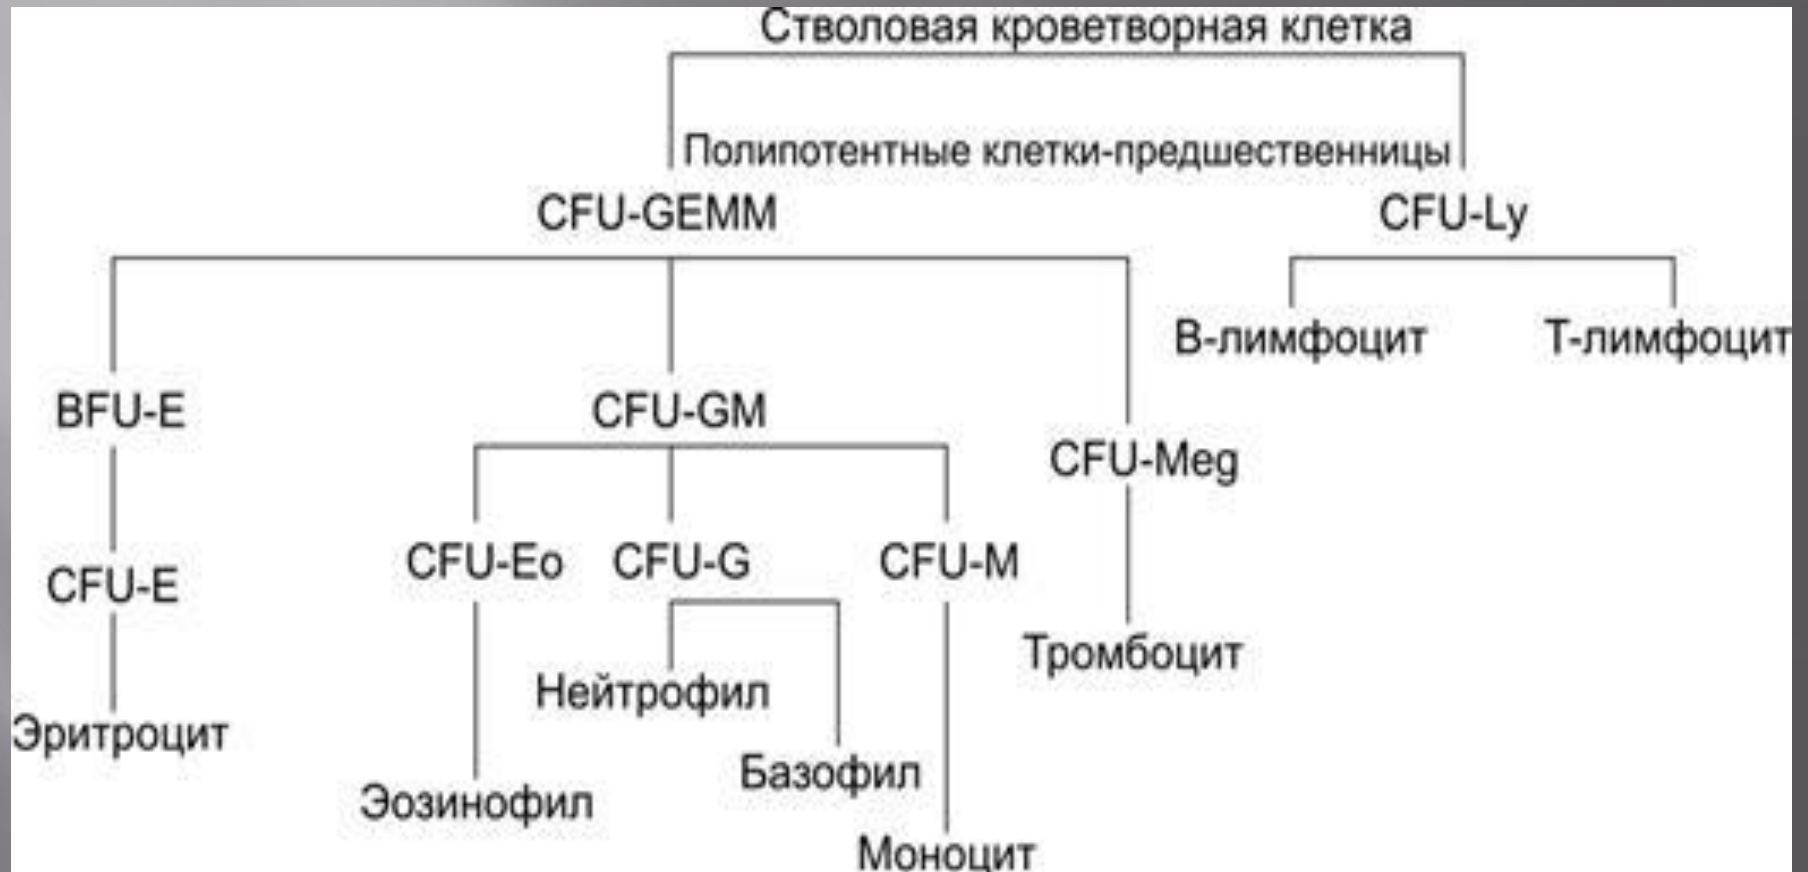 Стволовая кроветворная клетка
Полипотентные клетки-предшественницы
CFU-GEMM
CFU-Ly
В-лимфоцит
Т-лимфоцит
BFU-E
CFU-GM
CFU-Meg
CFU-E
CFU-Eo
CFU-G
CFU-M
Тромбоцит
Нейтрофил
Эритроцит
Базофил
Эозинофил
Моноцит